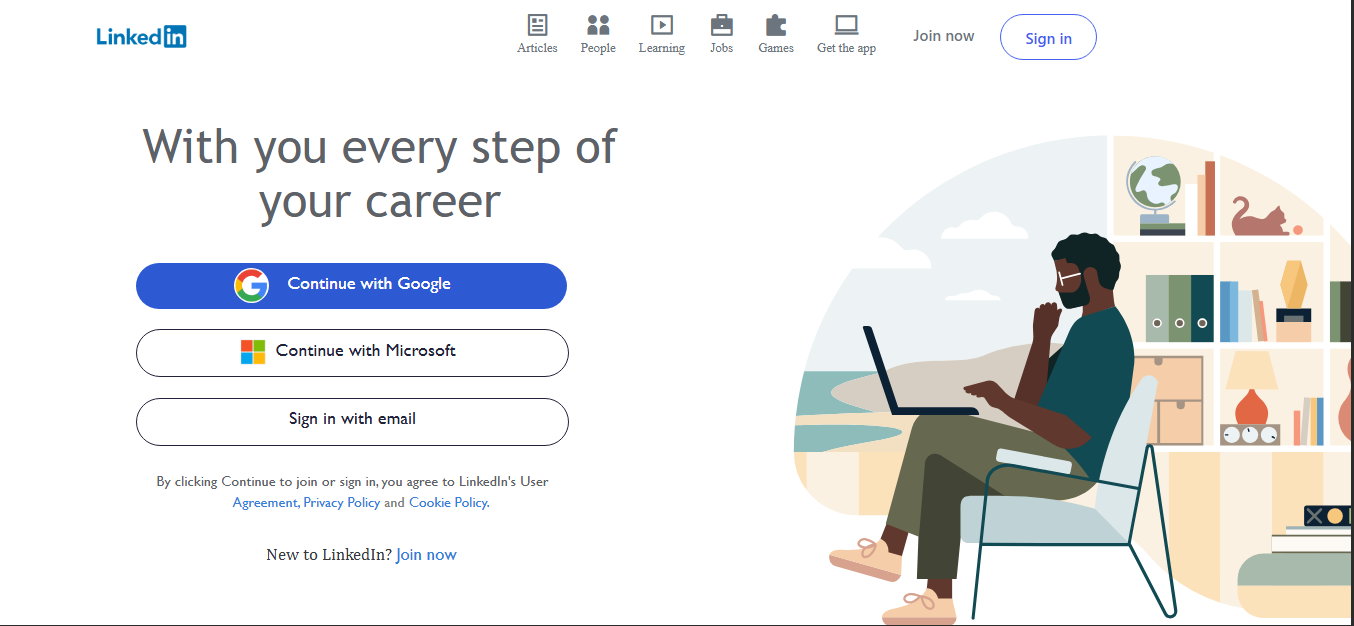 Linkedin
Articles
People
Learning
Jobs
Games
Get the app
Join now
Sign in
With you every step of
your career
Continue with Google
Continue with Microsoft
Sign in with email
By clicking Continue to join or sign in, you agree to LinkedIn's User
Agreement, Privacy Policy and Cookie Policy.
New to LinkedIn? Join now